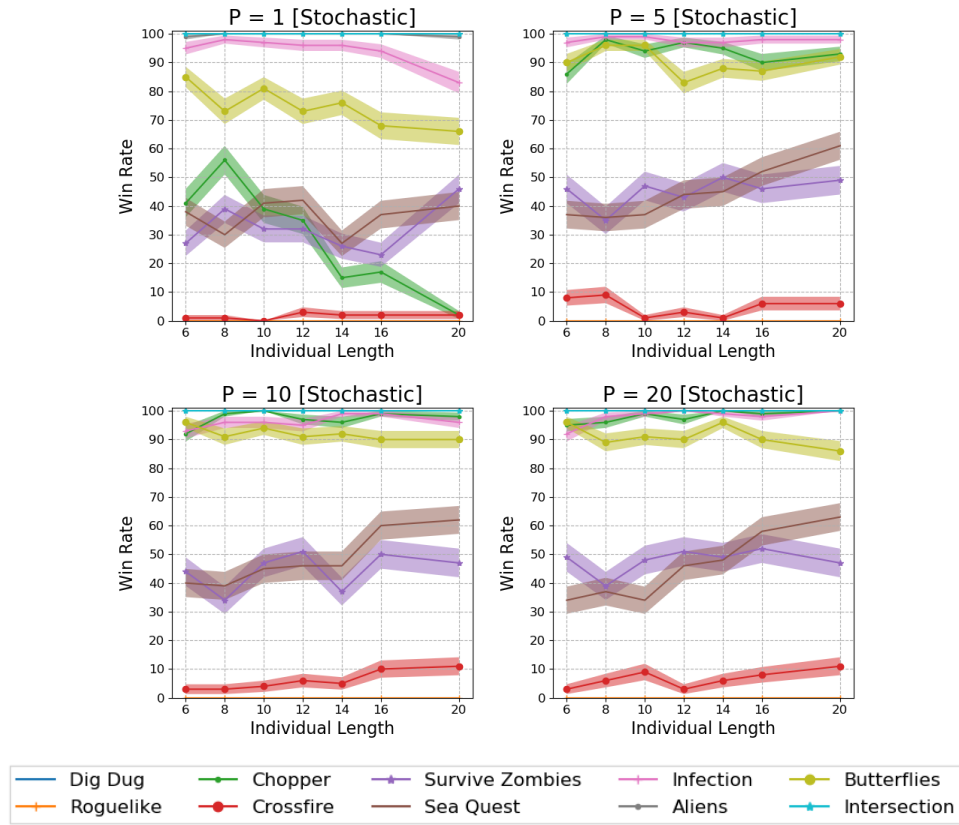 P = 1 [Stochastic]
P = 5 [Stochastic]
100
90
80
70
60
50
40
30
20
10
0
Win Rate
6 8 10 12 14 16 20
Individual Length
100
90
80
70
60
50
40
30
20
10
0
Win Rate
6 8 10 12 14 16 20
Individual Length
P = 10 [Stochastic]
P = 20 [Stochastic]
100
90
80
70
60
50
40
30
20
10
0
Win Rate
6 8 10 12 14 16 20
Individual Length
100
90
80
70
60
50
40
30
20
10
0
Win Rate
6 8 10 12 14 16 20
Individual Length
Dig Dug Chopper Survive Zombies Infection Butterflies
Roguelike Crossfire Sea Quest Aliens Intersection